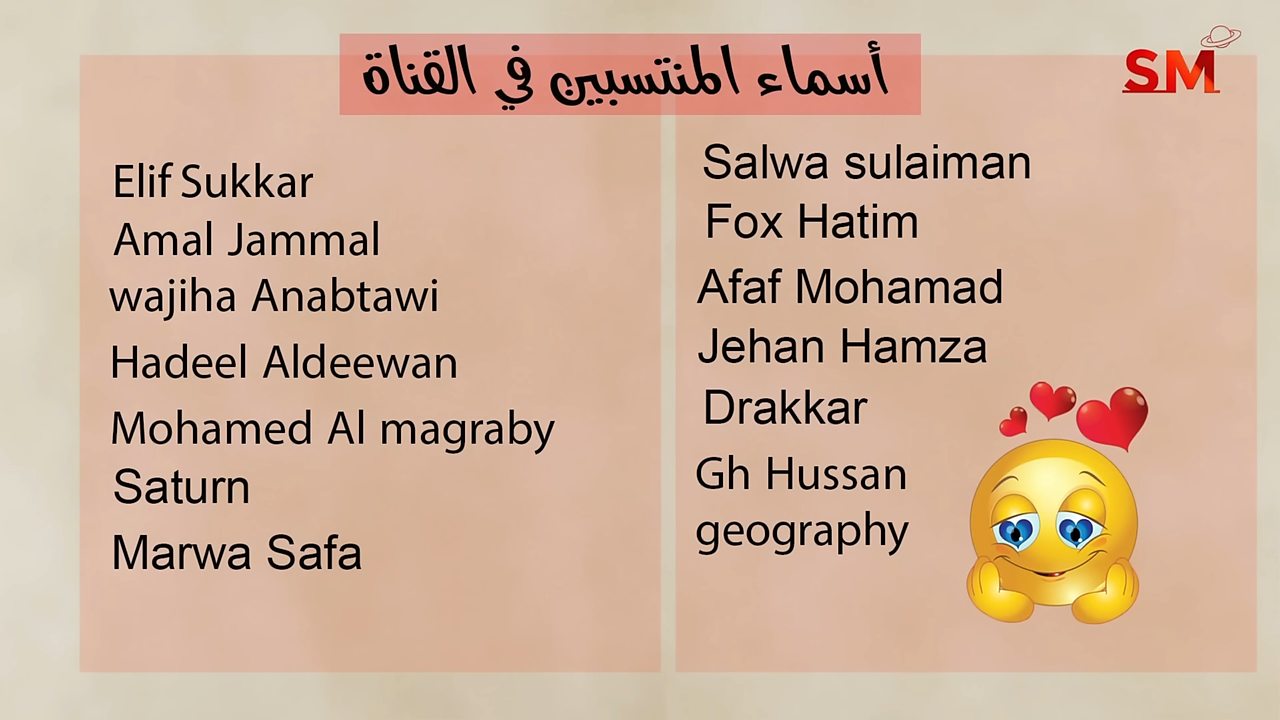 أسماء المنتسبين في القناة
SM
Elif Sukkar
Amal Jammal
wajiha Anabtawi
Hadeel Aldeewan
Mohamed Al magraby
Saturn
Marwa Safa
Salwa sulaiman
Fox Hatim
Afaf Mohamad
Jehan Hamza
Drakkar
Gh Hussan
geography